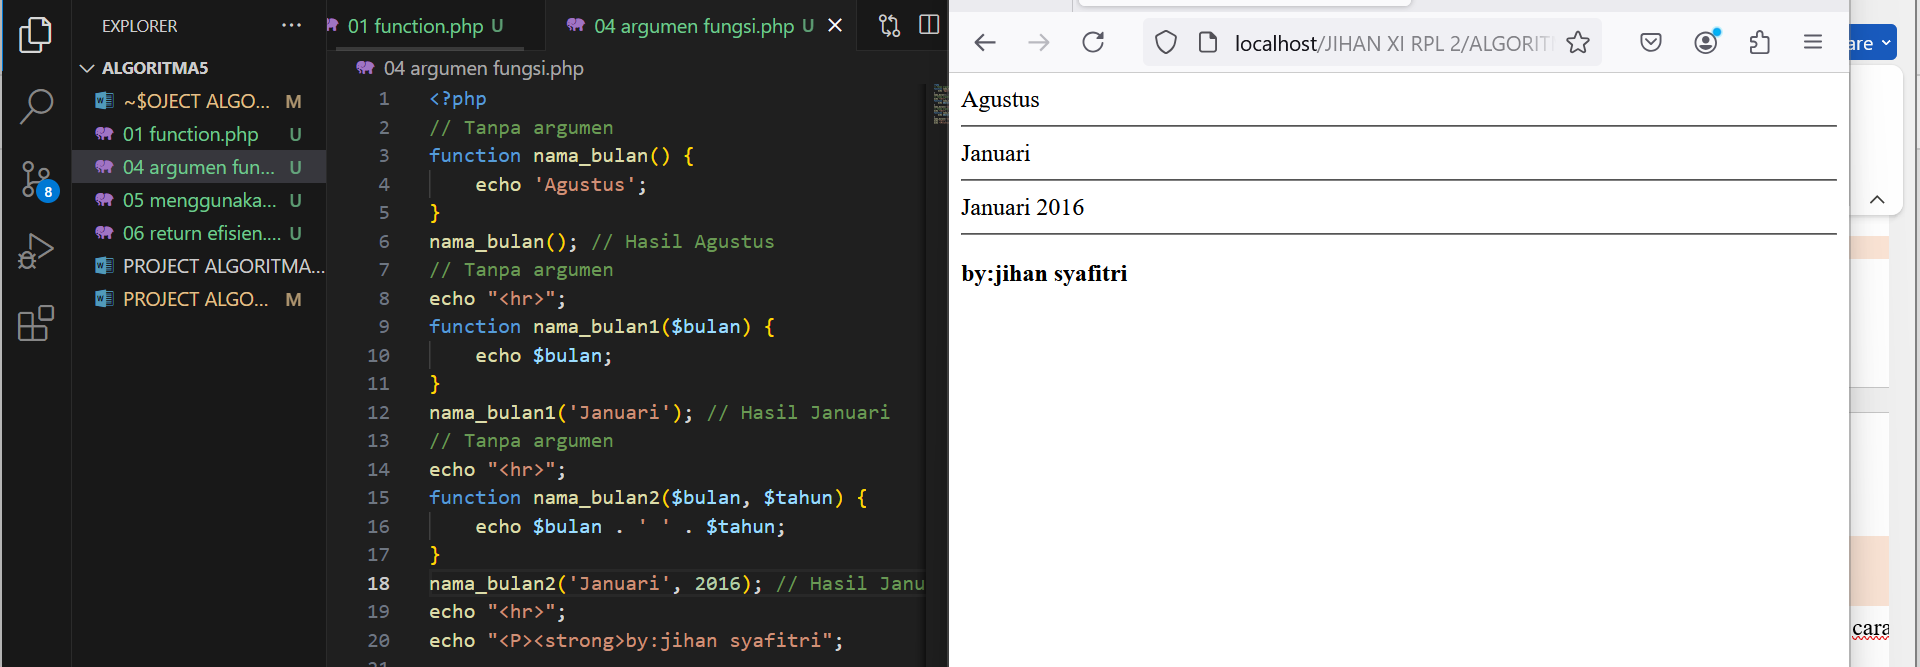 EXPLORER
ALGORITMA5
~$OJECT ALGO... M
01 function.php U
04 argumen fun... U
05 menggunaka... U
06 return efisien.... U
PROJECT ALGORITMA...
PROJECT ALGO... M
8
01 function.php U
04 argumen fungsi.php U
04 argumen fungsi.php
1 <?php
2 // Tanpa argumen
3 function nama_bulan() {
4 echo 'Agustus';
5 }
6 nama_bulan(); // Hasil Agustus
7 // Tanpa argumen
8 echo "<hr>";
9 function nama_bulan1($bulan) {
10 echo $bulan;
11 }
12 nama_bulan1('Januari'); // Hasil Januari
13 // Tanpa argumen
14 echo "<hr>";
15 function nama_bulan2($bulan, $tahun) {
16 echo $bulan . ' ' . $tahun;
17 }
18 nama_bulan2('Januari', 2016); // Hasil Janu
19 echo "<hr>";
20 echo "<P><strong>by:jihan syafitri";
localhost/JIHAN XI RPL 2/ALGORIT
Agustus
Januari
Januari 2016
by:jihan syafitri
are
cara